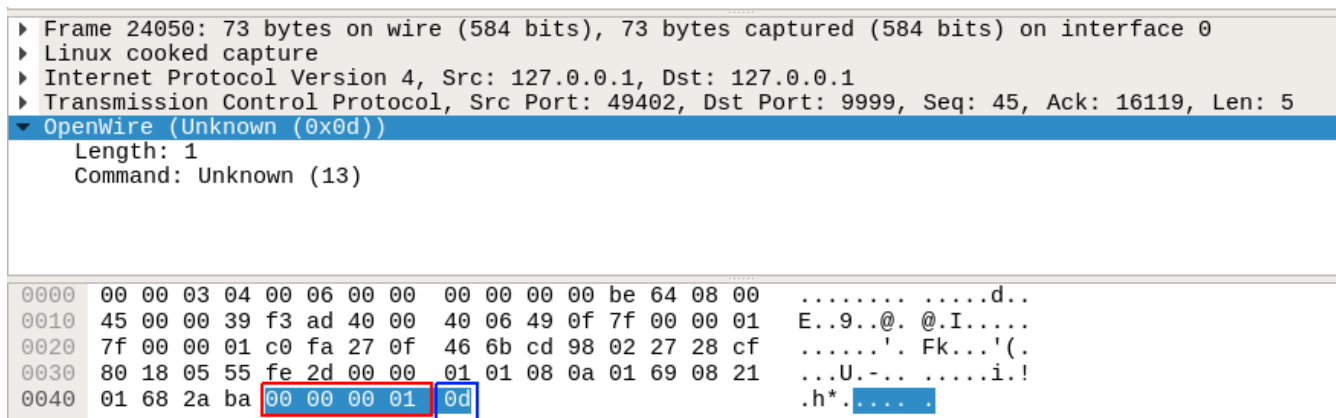 Frame 24050: 73 bytes on wire (584 bits), 73 bytes captured (584 bits) on interface 0
Linux cooked capture
Internet Protocol Version 4, Src: 127.0.0.1, Dst: 127.0.0.1
Transmission Control Protocol, Src Port: 49402, Dst Port: 9999, Seq: 45, Ack: 16119, Len: 5
OpenWire (Unknown (0x0d))
Length: 1
Command: Unknown (13)
0000 00 00 03 04 00 06 00 00 00 00 00 00 be 64 08 00 ........ .....d..
0010 45 00 00 39 f3 ad 40 00 40 06 49 0f 7f 00 00 01 E..9..@. @.I.....
0020 7f 00 00 01 c0 fa 27 0f 46 6b cd 98 02 27 28 cf ......'. Fk...'(.
0030 80 18 05 55 fe 2d 00 00 01 01 08 0a 01 69 08 21 ...U.-.. .....i.!
0040 01 68 2a ba 00 00 00 01 0d .h*..... .